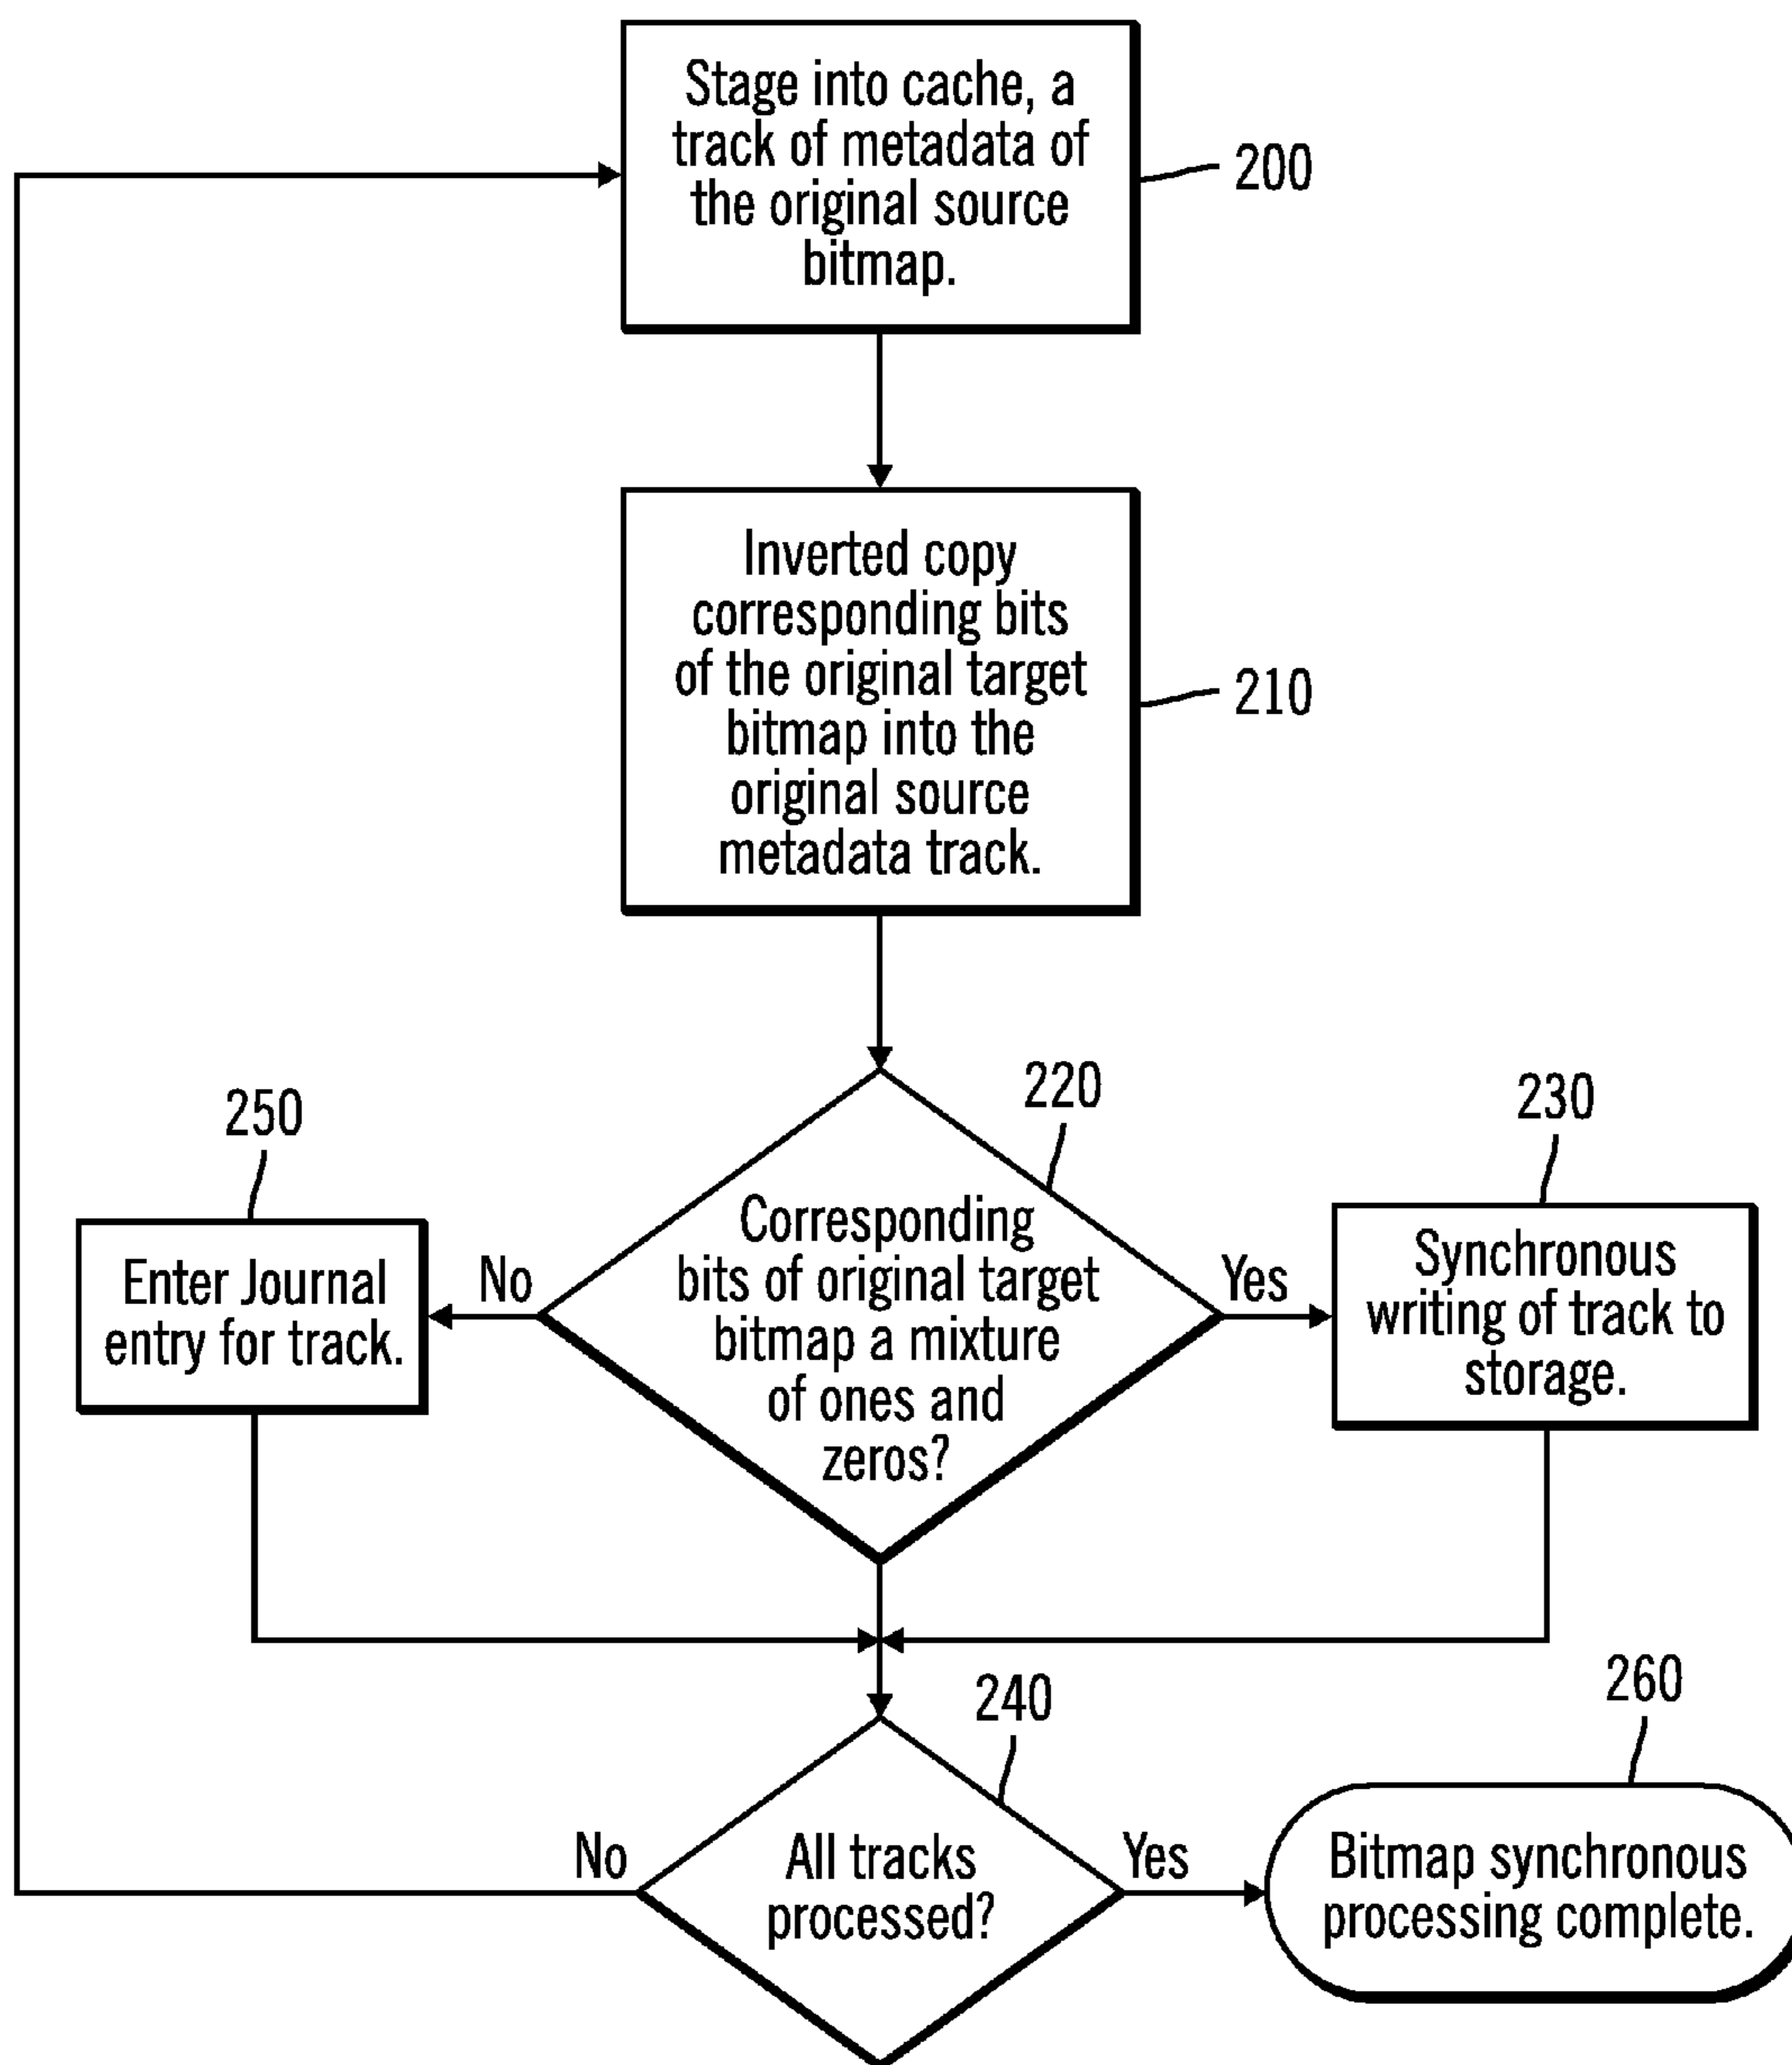 Stage into cache, a
track of metadata of
the original source
bitmap.
200
Inverted copy
corresponding bits
of the original target
bitmap into the
original source
metadata track.
210
220
Corresponding
bits of original target
bitmap a mixture
of ones and
zeros?
No
Yes
250
Enter Journal
entry for track.
230
Synchronous
writing of track to
storage.
240
All tracks
processed?
No
Yes
260
Bitmap synchronous
processing complete.